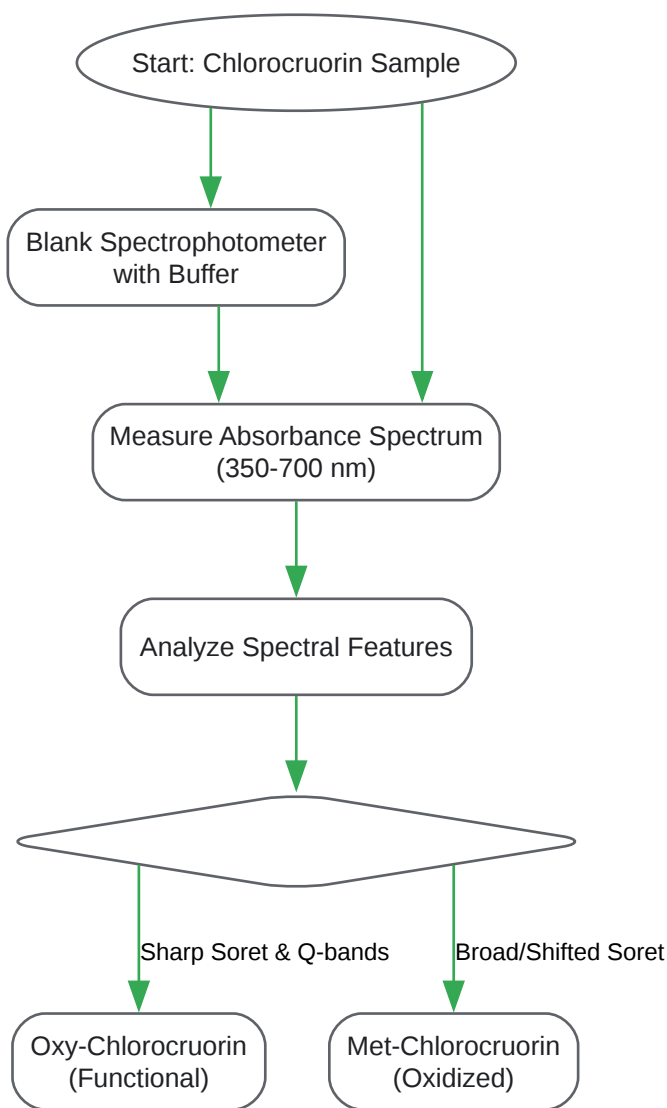 Start: Chlorocruorin Sample
Blank Spectrophotometer
with Buffer
Measure Absorbance Spectrum
(350-700 nm)
Analyze Spectral Features
Sharp Soret & Q-bands
Broad/Shifted Soret
Oxy-Chlorocruorin
(Functional)
Met-Chlorocruorin
(Oxidized)